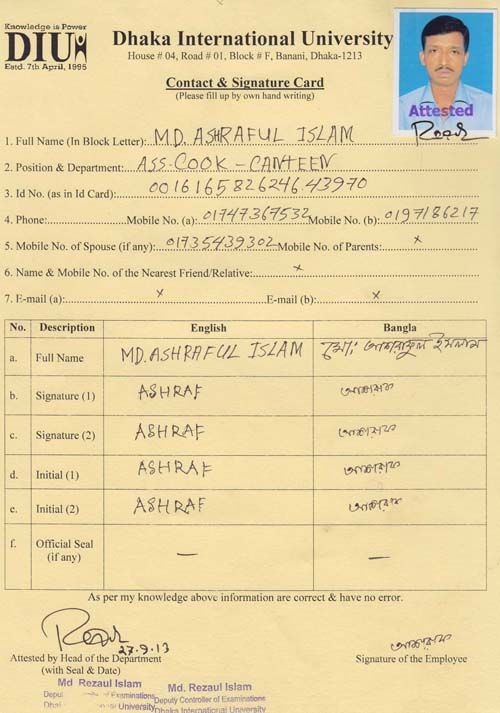 Knowledge is Power
DIU
Estd. 7th April, 1995
Dhaka International University
House # 04, Road # 01, Block # F, Banani, Dhaka-1213
Contact & Signature Card
(Please fill up by own hand writing)
Attested
1. Full Name (In Block Letter): MD. ASHRAFUL ISLAM
2. Position & Department: ASS-COOK-CANTEEN
3. Id No. (as in Id Card): 00161658262464 3970
4. Phone: Mobile No. (a): 01747367532 Mobile No. (b): 0197186217
5. Mobile No. of Spouse (if any): 01735439302 Mobile No. of Parents: x
6. Name & Mobile No. of the Nearest Friend/Relative: x
7. E-mail (a): x E-mail (b): x
No. Description English Bangla
a. Full Name MD. ASHRAFUL ISLAM মো: আশরাফুল ইসলাম
b. Signature (1) ASHRAF আশরাফ
c. Signature (2) ASHRAF আশরাফ
d. Initial (1) ASHRAF আশরাফ
e. Initial (2) ASHRAF আশরাফ
f. Official Seal (if any) — —
As per my knowledge above information are correct & have no error.
27.9.13 আশরাফ
Attested by Head of the Department Signature of the Employee
(with Seal & Date)
Md Rezaul Islam Md. Rezaul Islam
of Examinations Deputy Controller of Examinations
University Dhaka International University